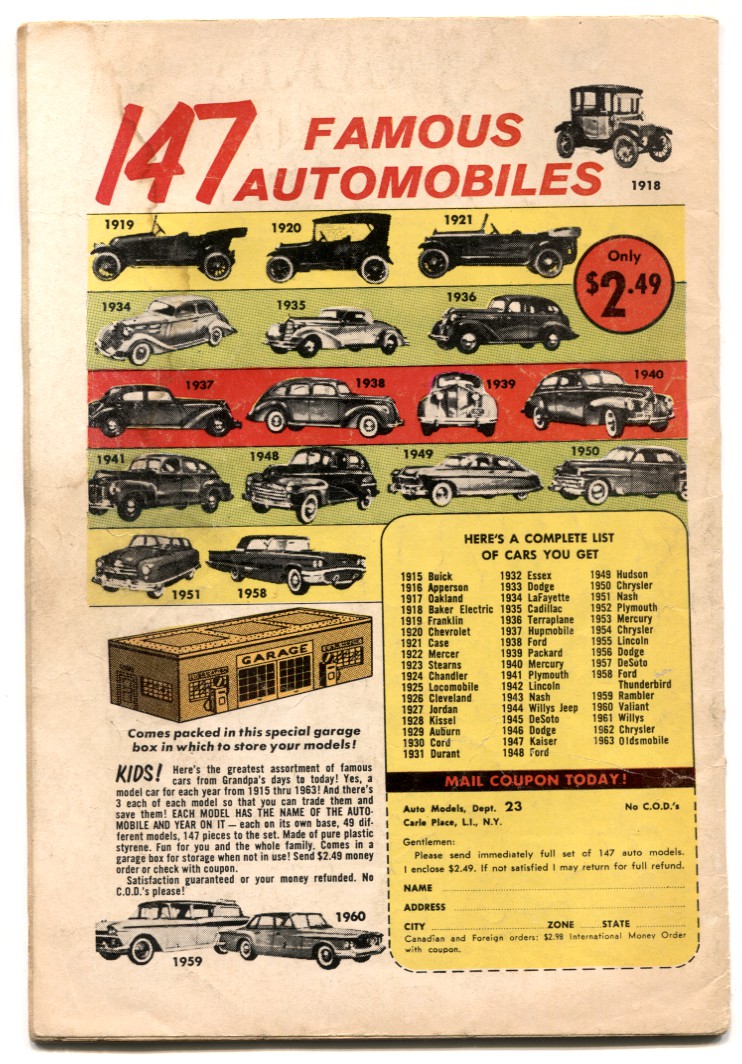 147 FAMOUS
AUTOMOBILES
1918
1919
1920
1921
Only
$2.49
1934
1935
1936
1937
1938
1939
1940
1941
1948
1949
1950
1951
1958
GARAGE
Comes packed in this special garage
box in which to store your models!
KIDS! Here's the greatest assortment of famous
cars from Grandpa's days to today! Yes, a
model car for each year from 1915 thru 1963! And there's
3 each of each model so that you can trade them and
save them! EACH MODEL HAS THE NAME OF THE AUTO-
MOBILE AND YEAR ON IT — each on its own base, 49 dif-
ferent models, 147 pieces to the set. Made of pure plastic
styrene. Fun for you and the whole family. Comes in a
garage box for storage when not in use! Send $2.49 money
order or check with coupon.
Satisfaction guaranteed or your money refunded. No
C.O.D.'s please!
1959
1960
HERE'S A COMPLETE LIST
OF CARS YOU GET
1915 Buick
1916 Apperson
1917 Oakland
1918 Baker Electric
1919 Franklin
1920 Chevrolet
1921 Case
1922 Mercer
1923 Stearns
1924 Chandler
1925 Locomobile
1926 Cleveland
1927 Jordan
1928 Kissel
1929 Auburn
1930 Cord
1931 Durant
1932 Essex
1933 Dodge
1934 LaFayette
1935 Cadillac
1936 Terraplane
1937 Hupmobile
1938 Ford
1939 Packard
1940 Mercury
1941 Plymouth
1942 Lincoln
1943 Nash
1944 Willys Jeep
1945 DeSoto
1946 Dodge
1947 Kaiser
1948 Ford
1949 Hudson
1950 Chrysler
1951 Nash
1952 Plymouth
1953 Mercury
1954 Chrysler
1955 Lincoln
1956 Dodge
1957 DeSoto
1958 Ford
Thunderbird
1959 Rambler
1960 Valiant
1961 Willys
1962 Chrysler
1963 Oldsmobile
MAIL COUPON TODAY!
Auto Models, Dept. 23 No C.O.D.'s
Carle Place, L.I., N.Y.
Gentlemen:
Please send immediately full set of 147 auto models.
I enclose $2.49. If not satisfied I may return for full refund.
NAME
ADDRESS
CITY ZONE STATE
Canadian and Foreign orders: $2.98 International Money Order
with coupon.